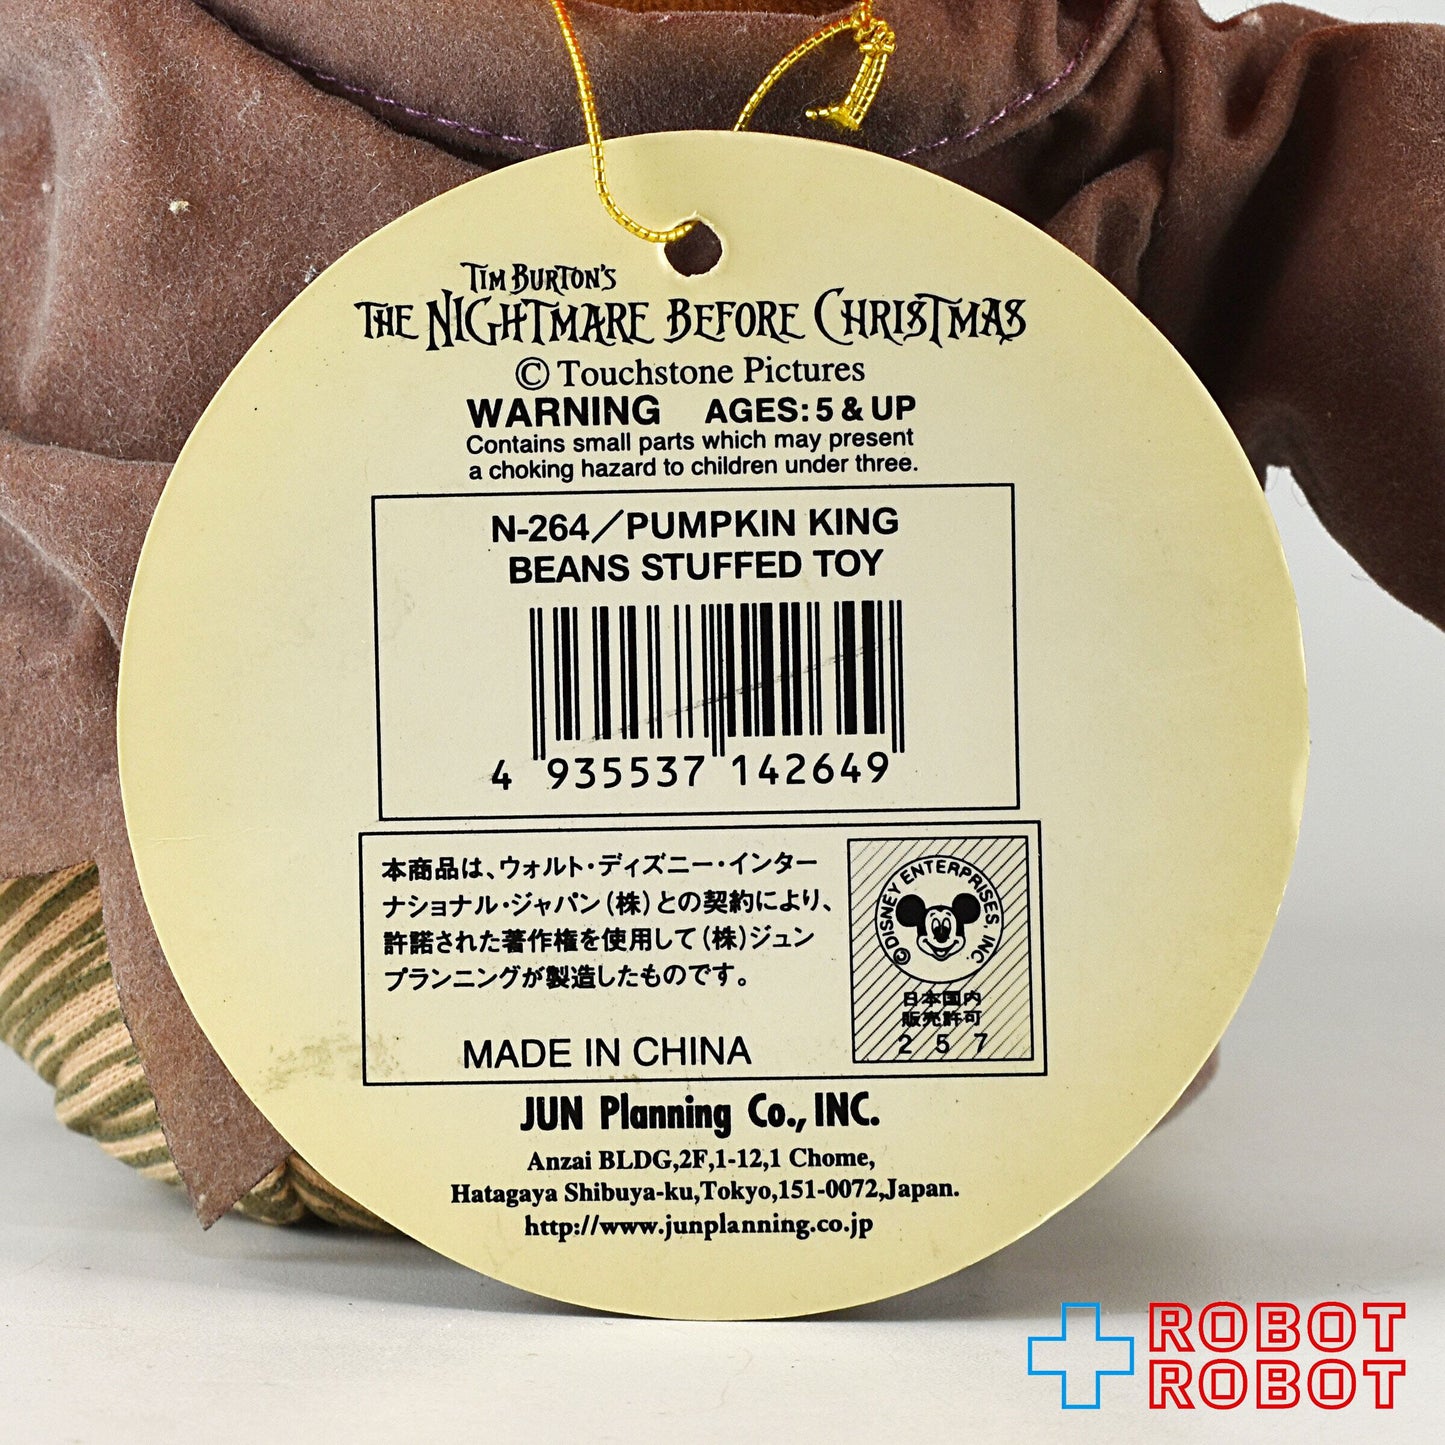 TIM BURTON'S
THE NIGHTMARE BEFORE CHRISTMAS
© Touchstone Pictures
WARNING AGES: 5 & UP
Contains small parts which may present
a choking hazard to children under three.
N-264／PUMPKIN KING
BEANS STUFFED TOY
4 935537 142649
本商品は、ウォルト・ディズニー・インター
ナショナル・ジャパン(株)との契約により、
許諾された著作権を使用して(株)ジュン
プランニングが製造したものです。
MADE IN CHINA
©DISNEY ENTERPRISES, INC.
日本国内
販売許可
2 5 7
JUN Planning Co., INC.
Anzai BLDG,2F,1-12,1 Chome,
Hatagaya Shibuya-ku,Tokyo,151-0072,Japan.
http://www.junplanning.co.jp
ROBOT
ROBOT